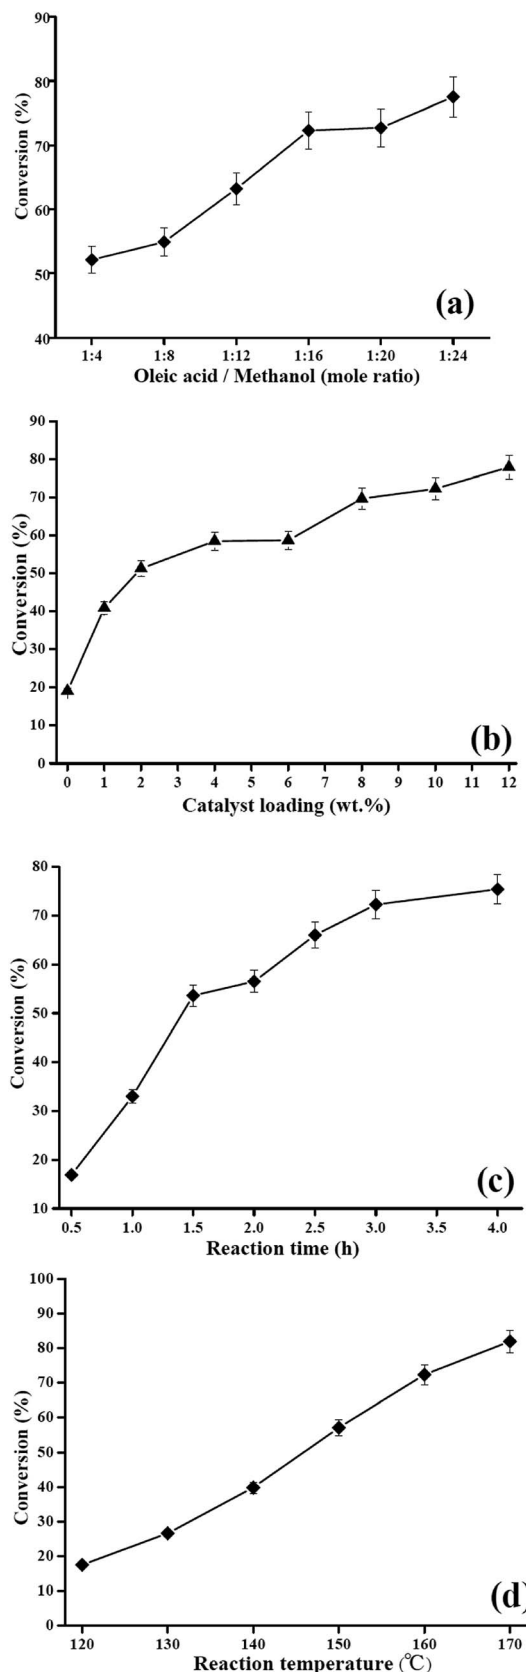 90
80
70
60
50
40
Conversion (%)
(a)
1:4 1:8 1:12 1:16 1:20 1:24
Oleic acid / Methanol (mole ratio)
90
80
70
60
50
40
30
20
10
0
Conversion (%)
(b)
0 1 2 3 4 5 6 7 8 9 10 11 12
Catalyst loading (wt.%)
80
70
60
50
40
30
20
10
Conversion (%)
(c)
0.5 1.0 1.5 2.0 2.5 3.0 3.5 4.0
Reaction time (h)
100
90
80
70
60
50
40
30
20
10
0
Conversion (%)
(d)
120 130 140 150 160 170
Reaction temperature (℃)